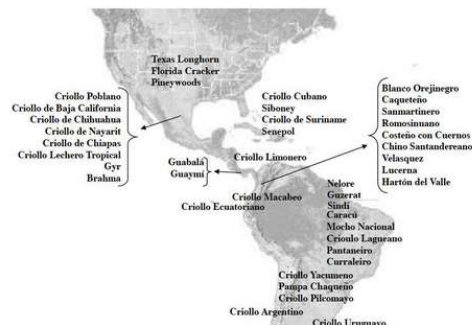 Texas Longhorn
Florida Cracker
Pineywoods
Criollo Poblano
Criollo de Baja California
Criollo de Chihuahua
Criollo de Nayarit
Criollo de Chiapas
Criollo Lechero Tropical
Gyr
Brahma
Criollo Cubano
Siboney
Criollo de Suriname
Senepol
Blanco Orejinegro
Caqueteño
Sanmartinero
Romosinuano
Costeño con Cuernos
Chino Santandereano
Velasquez
Lucerna
Hartón del Valle
Guabalá
Guaymí
Criollo Limonero
Criollo Macabeo
Criollo Ecuatoriano
Nelore
Guzerat
Sindi
Caracú
Mocho Nacional
Crioulo Lageano
Pantaneiro
Curraleiro
Criollo Yacumeno
Pampa Chaqueño
Criollo Pilcomayo
Criollo Argentino
Criollo Uruguayo